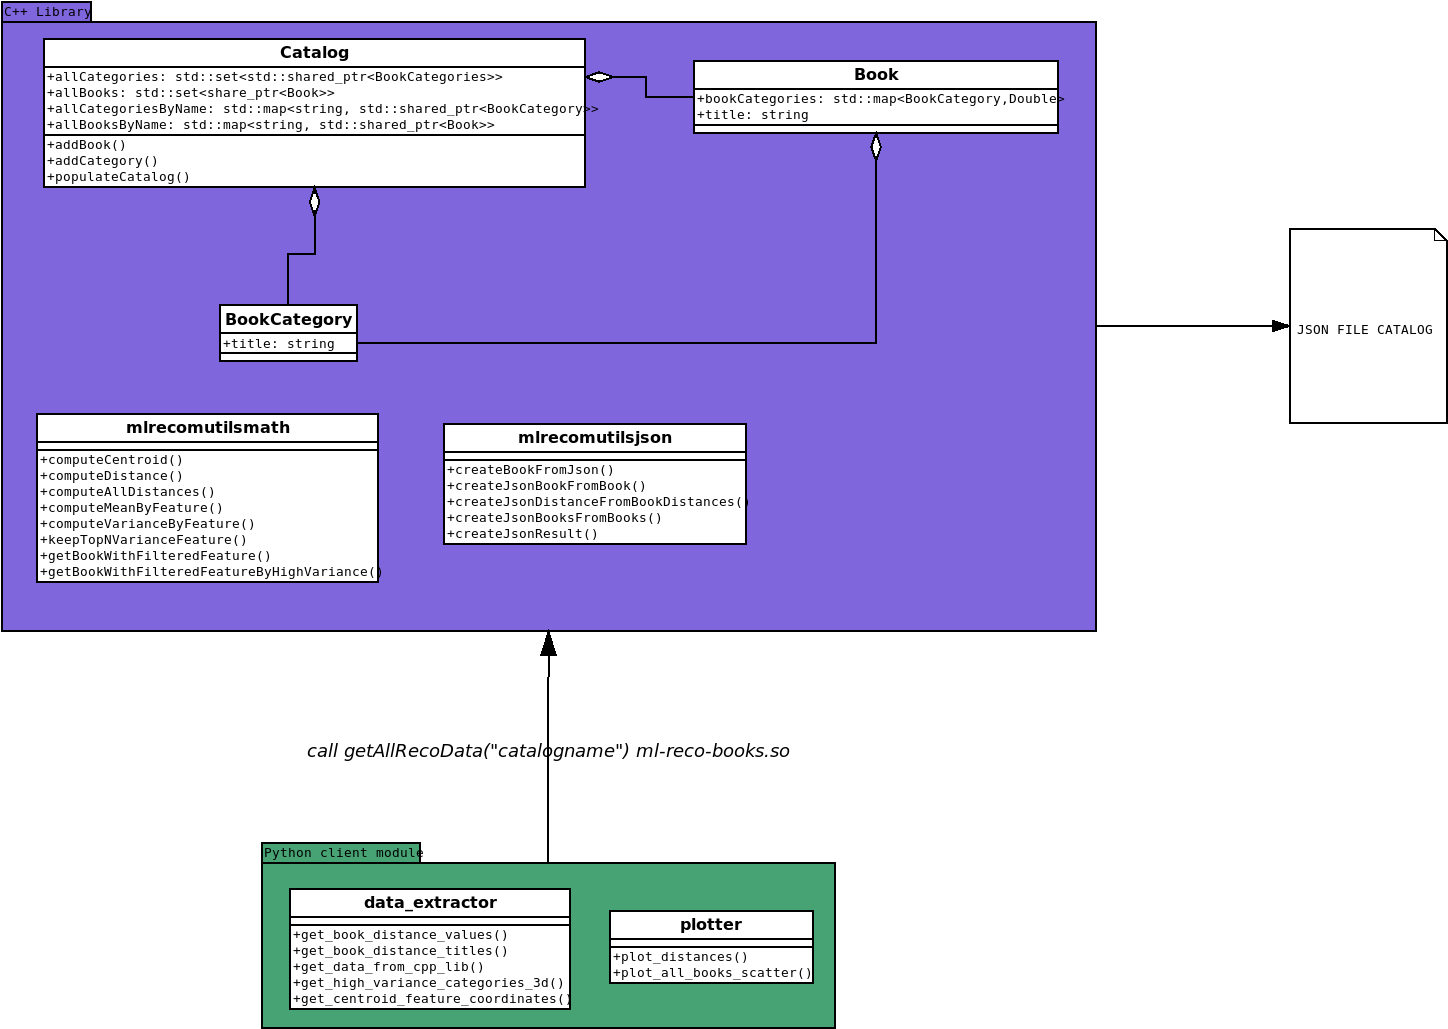 C++ Library
Catalog
+allCategories: std::set<std::shared_ptr<BookCategories>>
+allBooks: std::set<share_ptr<Book>>
+allCategoriesByName: std::map<string, std::shared_ptr<BookCategory>>
+allBooksByName: std::map<string, std::shared_ptr<Book>>
+addBook()
+addCategory()
+populateCatalog()
Book
+bookCategories: std::map<BookCategory,Double>
+title: string
BookCategory
+title: string
JSON FILE CATALOG
mlrecomutilsmath
+computeCentroid()
+computeDistance()
+computeAllDistances()
+computeMeanByFeature()
+computeVarianceByFeature()
+keepTopNVarianceFeature()
+getBookWithFilteredFeature()
+getBookWithFilteredFeatureByHighVariance()
mlrecomutilsjson
+createBookFromJson()
+createJsonBookFromBook()
+createJsonDistanceFromBookDistances()
+createJsonBooksFromBooks()
+createJsonResult()
call getAllRecoData("catalogname") ml-reco-books.so
Python client module
data_extractor
+get_book_distance_values()
+get_book_distance_titles()
+get_data_from_cpp_lib()
+get_high_variance_categories_3d()
+get_centroid_feature_coordinates()
plotter
+plot_distances()
+plot_all_books_scatter()